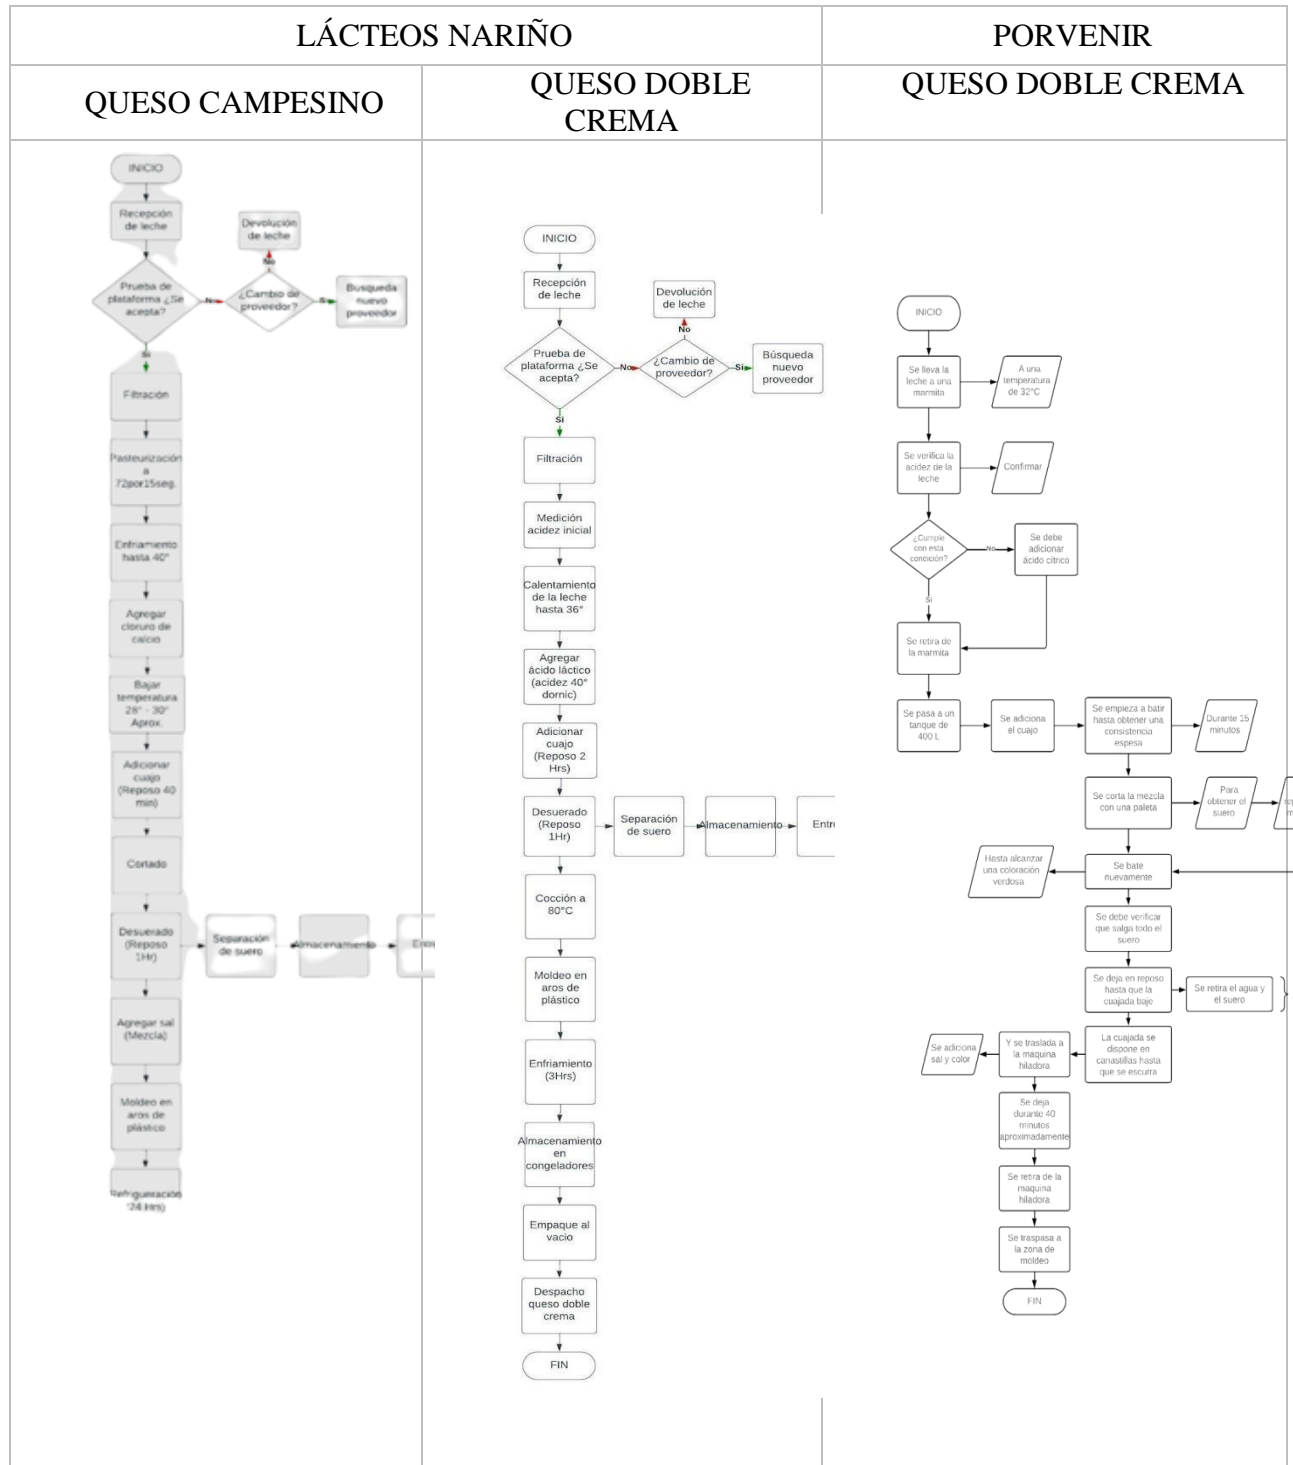 LÁCTEOS NARIÑO
PORVENIR
QUESO CAMPESINO
QUESO DOBLE
CREMA
QUESO DOBLE CREMA
INICIO
Recepción
de leche
Devolución
de leche
No
Prueba de
plataforma ¿Se
acepta?
No
¿Cambio de
proveedor?
Si
Busqueda
nuevo
proveedor
Si
Filtración
Pasteurización
a
72por15seg.
Enfriamiento
hasta 40°
Agregar
cloruro de
calcio
Bajar
temperatura
28° - 30°
Aprox.
Adicionar
cuajo
(Reposo 40
min)
Cortado
Desuerado
(Reposo
1Hr)
Separación
de suero
Almacenamiento
Agregar sal
(Mezcla)
Moldeo en
aros de
plástico
Refrigueración
24 Hrs)
INICIO
Recepción
de leche
Devolución
de leche
No
Prueba de
plataforma ¿Se
acepta?
No
¿Cambio de
proveedor?
Si
Búsqueda
nuevo
proveedor
Si
Filtración
Medición
acidez inicial
Calentamiento
de la leche
hasta 36°
Agregar
ácido láctico
(acidez 40°
dornic)
Adicionar
cuajo
(Reposo 2
Hrs)
Desuerado
(Reposo
1Hr)
Separación
de suero
Almacenamiento
Entr
Cocción a
80°C
Moldeo en
aros de
plástico
Enfriamiento
(3Hrs)
Almacenamiento
en
congeladores
Empaque al
vacio
Despacho
queso doble
crema
FIN
INICIO
Se lleva la
leche a una
marmita
A una
temperatura
de 32°C
Se verifica la
acidez de la
leche
Confirmar
¿Cumple
con esta
condición?
No
Se debe
adicionar
ácido cítrico
Si
Se retira de
la marmita
Se pasa a un
tanque de
400 L
Se adiciona
el cuajo
Se empieza a batir
hasta obtener una
consistencia
espesa
Durante 15
minutos
Se corta la mezcla
con una paleta
Para
obtener el
suero
Se bate
nuevamente
Hasta alcanzar
una coloración
verdosa
Se debe verificar
que salga todo el
suero
Se deja en reposo
hasta que la
cuajada baje
Se retira el agua y
el suero
La cuajada se
dispone en
canastillas hasta
que se escurra
Y se traslada a
la maquina
hiladora
Se adiciona
sal y color
Se deja
durante 40
minutos
aproximadamente
Se retira de la
maquina
hiladora
Se traspasa a
la zona de
moldeo
FIN